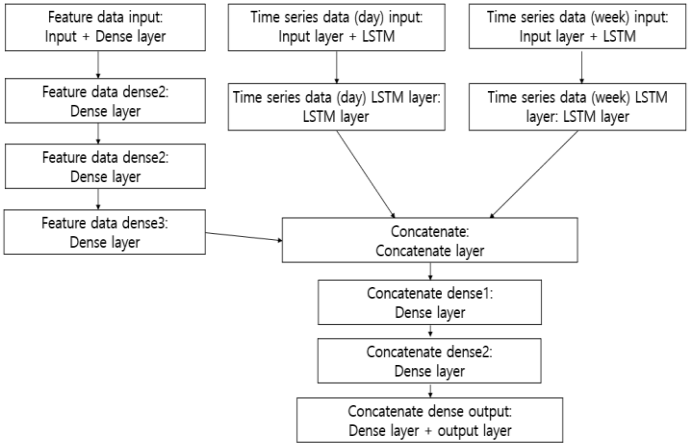 Feature data input:
Input + Dense layer
Time series data (day) input:
Input layer + LSTM
Time series data (week) input:
Input layer + LSTM
Feature data dense2:
Dense layer
Time series data (day) LSTM layer:
LSTM layer
Time series data (week) LSTM
layer: LSTM layer
Feature data dense2:
Dense layer
Feature data dense3:
Dense layer
Concatenate:
Concatenate layer
Concatenate dense1:
Dense layer
Concatenate dense2:
Dense layer
Concatenate dense output:
Dense layer + output layer